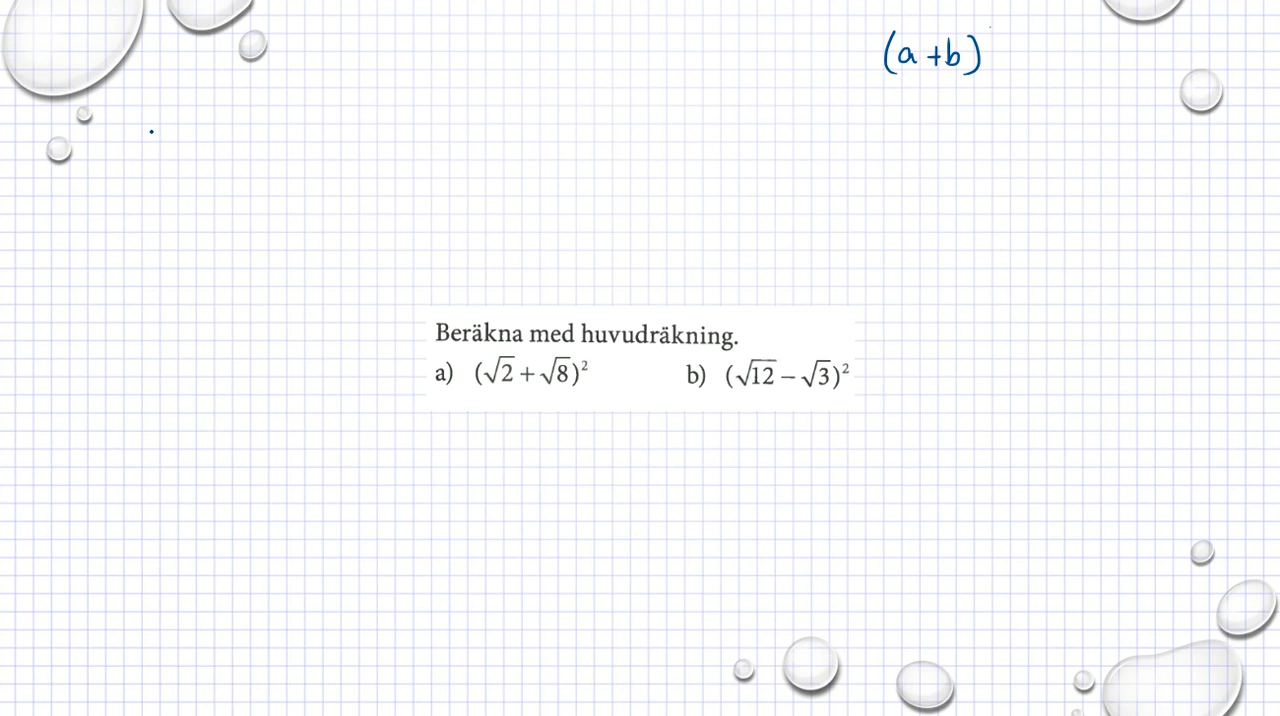 (a+b)
Beräkna med huvudräkning.
a) (√2 + √8)² b) (√12 – √3)²